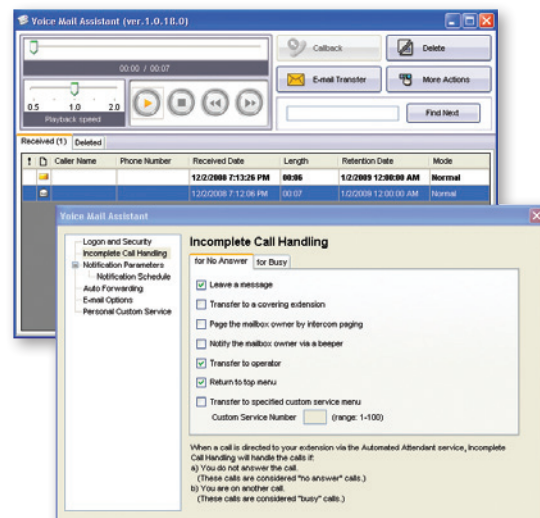 Voice Mail Assistant (ver.1.0.18.0)
00:00 / 00:07
0.5 1.0 2.0
Playback speed
Callback
Delete
E-mail Transfer
More Actions
Find Next
Received (1) Deleted
! Caller Name Phone Number Received Date Length Retention Date Mode
12/2/2008 7:13:26 PM 00:06 1/2/2009 12:00:00 AM Normal
12/2/2008 7:12:06 PM 00:07 1/2/2009 12:00:00 AM Normal
Voice Mail Assistant
Logon and Security
Incomplete Call Handling
Notification Parameters
Notification Schedule
Auto Forwarding
E-mail Options
Personal Custom Service
Incomplete Call Handling
for No Answer for Busy
Leave a message
Transfer to a covering extension
Page the mailbox owner by intercom paging
Notify the mailbox owner via a beeper
Transfer to operator
Return to top menu
Transfer to specified custom service menu
Custom Service Number (range: 1-100)
When a call is directed to your extension via the Automated Attendant service, Incomplete
Call Handling will handle the calls if:
a) You do not answer the call.
(These calls are considered "no answer" calls.)
b) You are on another call.
(These calls are considered "busy" calls.)